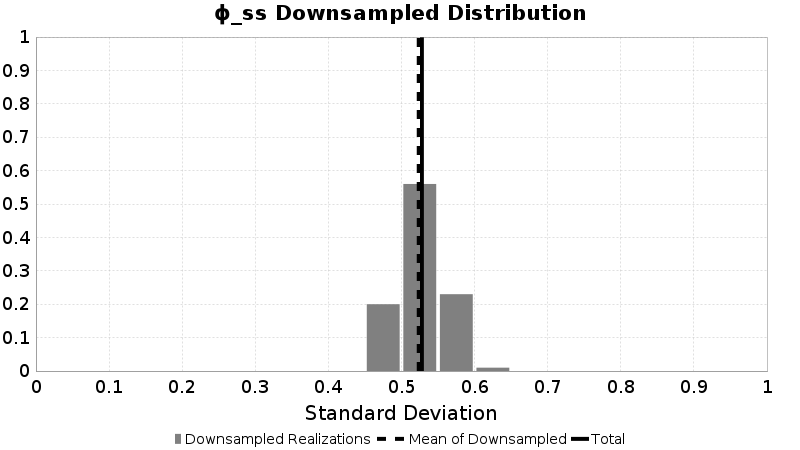 ϕ_ss Downsampled Distribution
1
0.9
0.8
0.7
0.6
0.5
0.4
0.3
0.2
0.1
0
0 0.1 0.2 0.3 0.4 0.5 0.6 0.7 0.8 0.9 1
Standard Deviation
Downsampled Realizations Mean of Downsampled Total